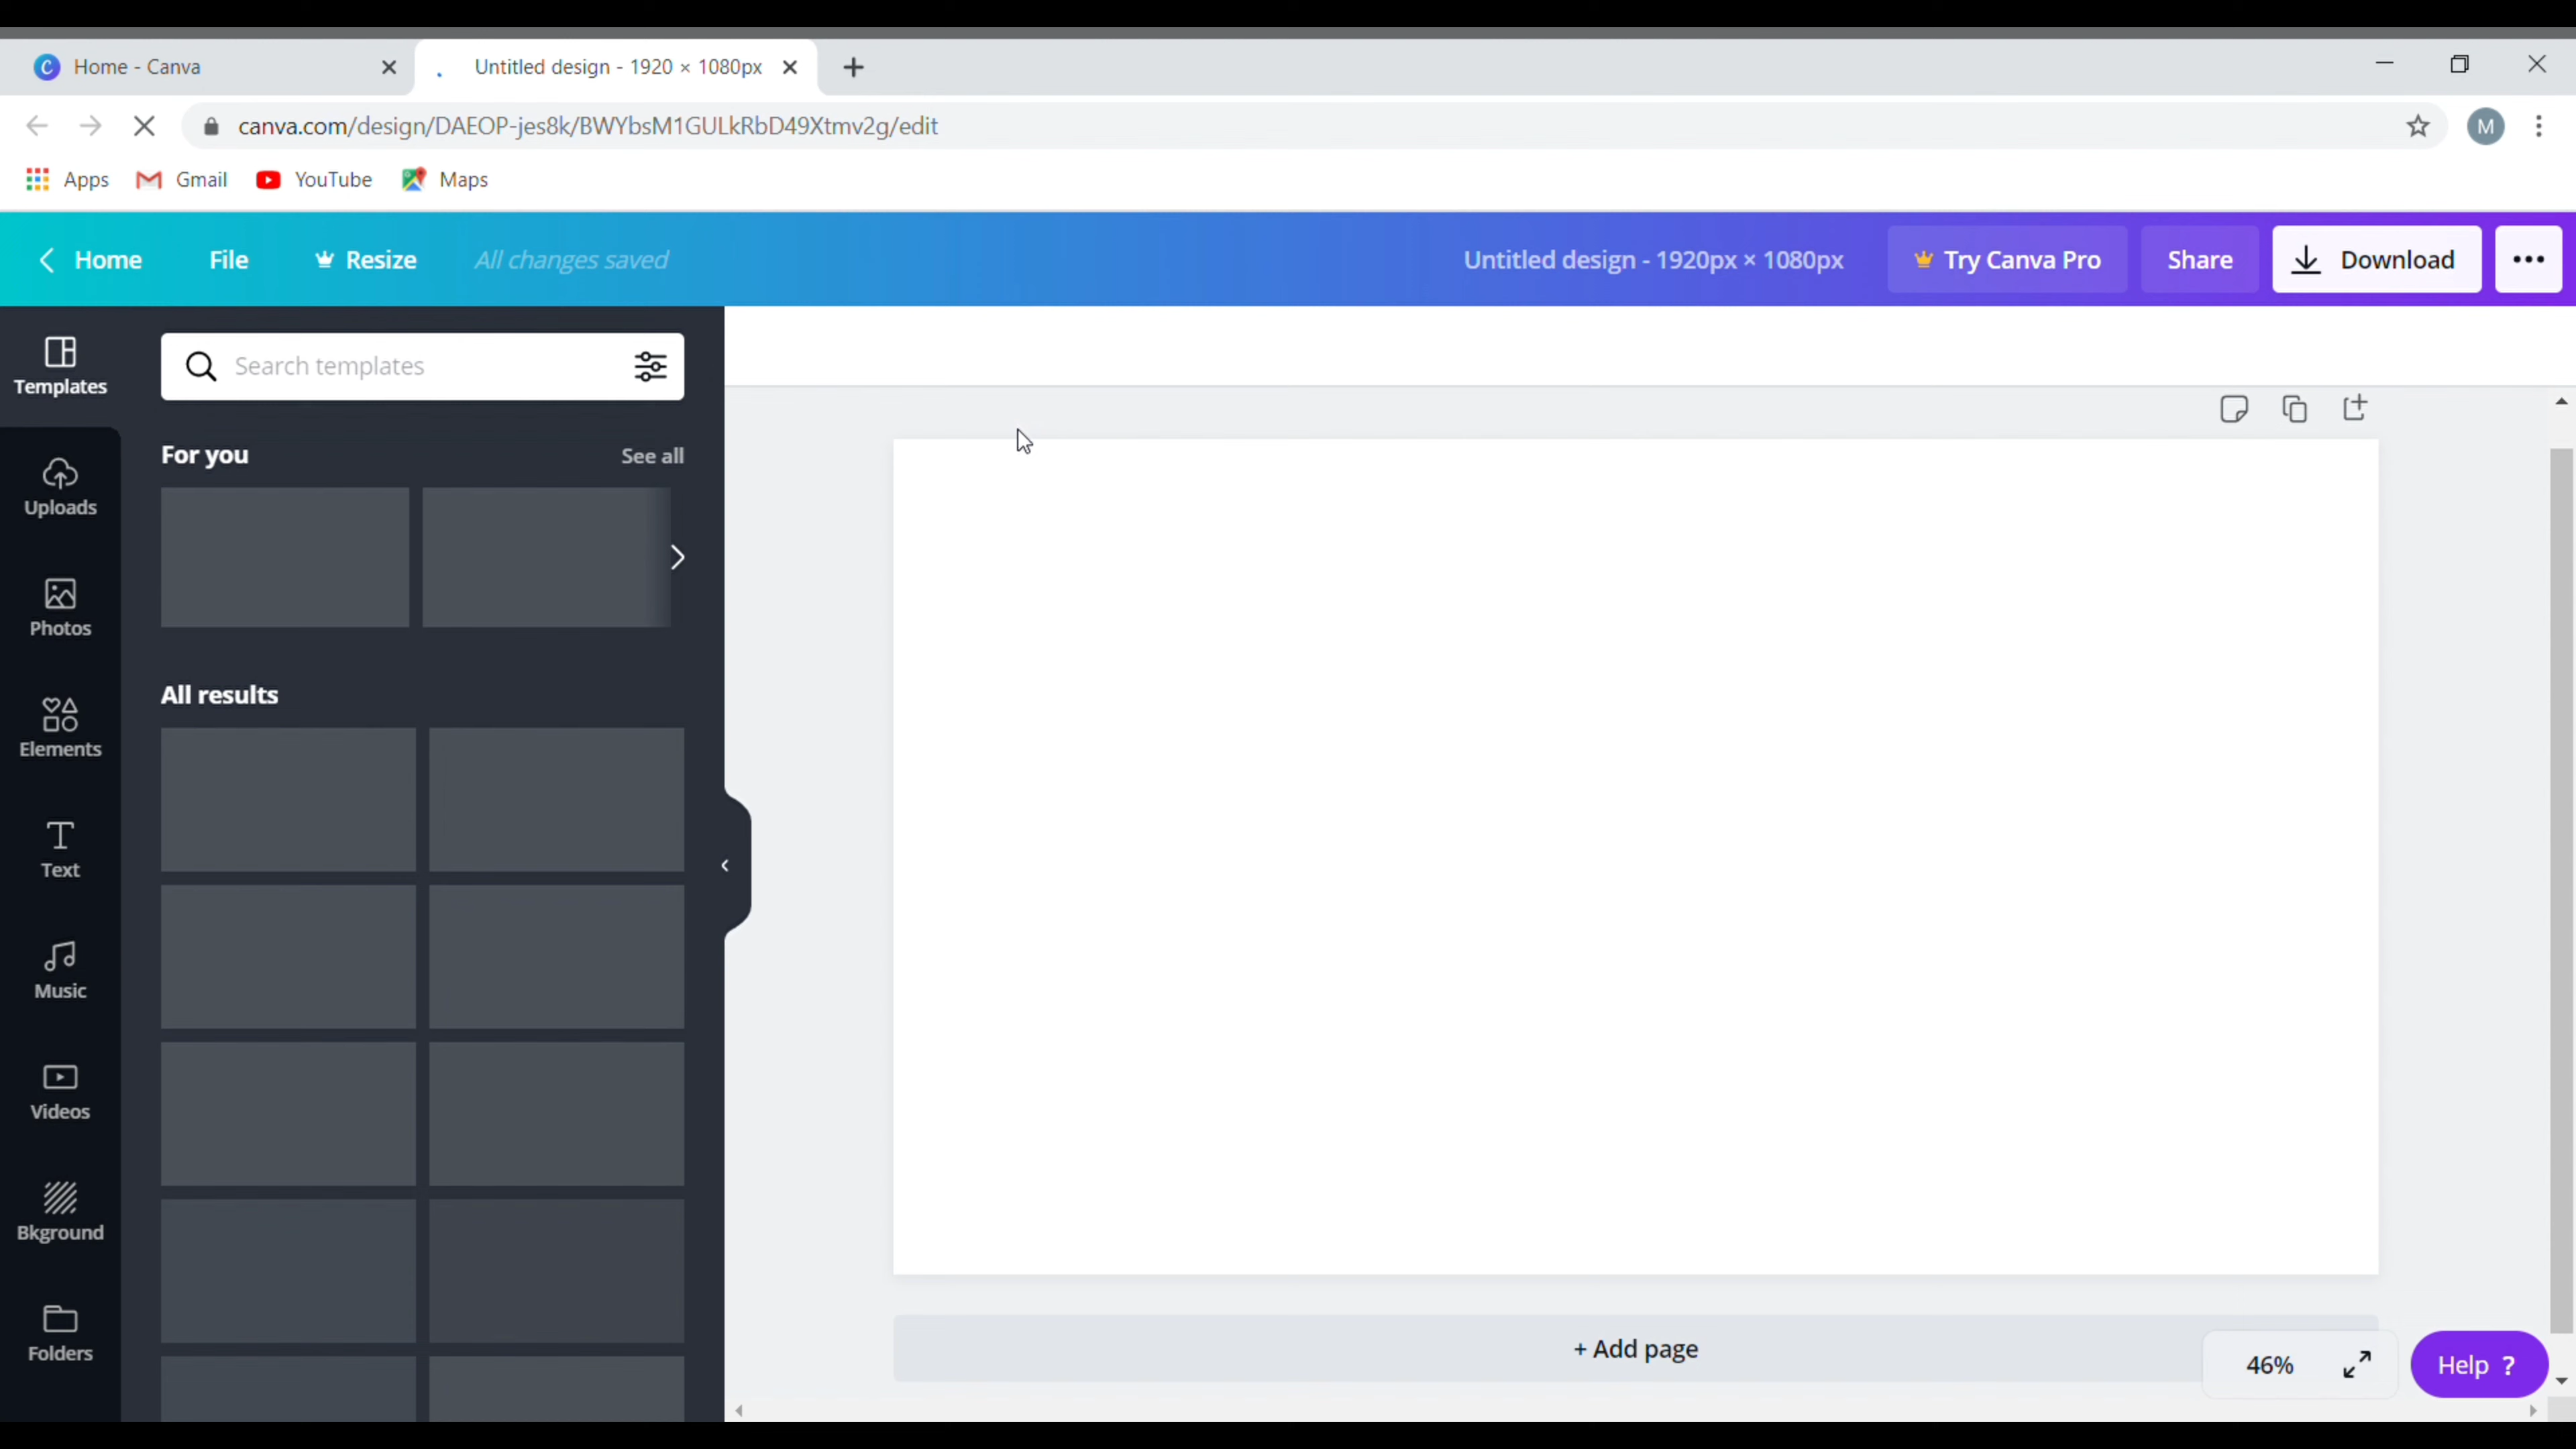 Home - Canva
Untitled design - 1920 × 1080px
canva.com/design/DAEOP-jes8k/BWYbsM1GULkRbD49Xtmv2g/edit
M
Apps
Gmail
YouTube
Maps
Home
File
Resize
All changes saved
Untitled design - 1920px × 1080px
Try Canva Pro
Share
Download
Templates
Search templates
For you
See all
Uploads
Photos
All results
Elements
Text
Music
Videos
Bkground
Folders
+ Add page
46%
Help ?